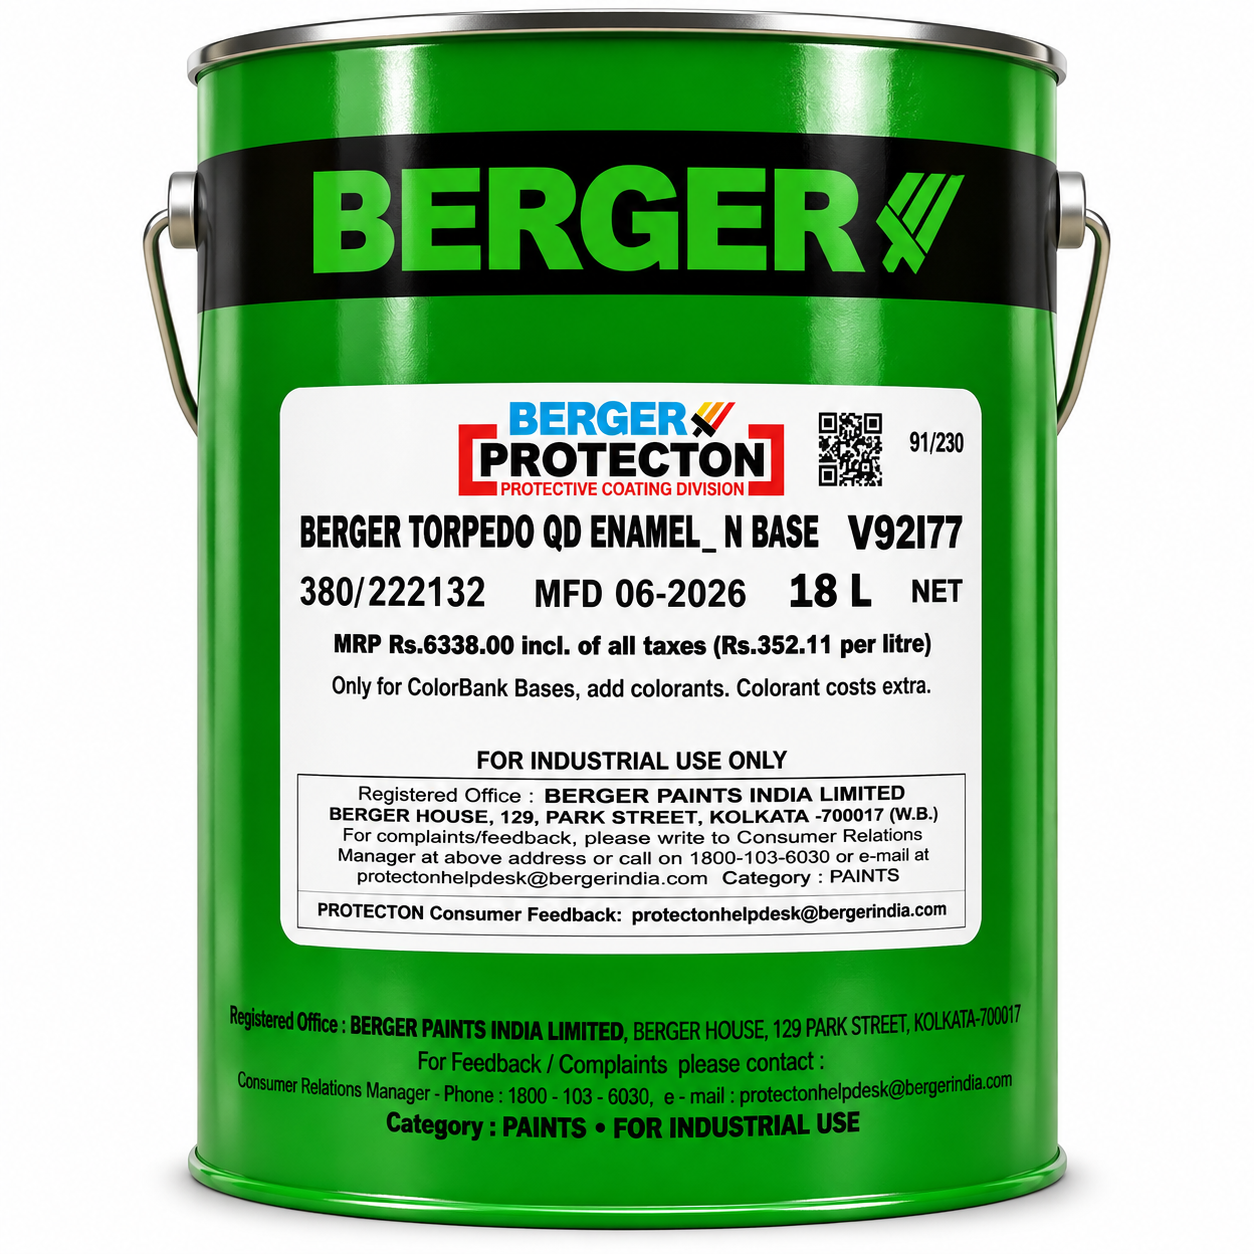 BERGER
BERGER
PROTECTON
PROTECTIVE COATING DIVISION
91/230
BERGER TORPEDO QD ENAMEL_ N BASE V92I77
380/222132 MFD 06-2026 18 L NET
MRP Rs.6338.00 incl. of all taxes (Rs.352.11 per litre)
Only for ColorBank Bases, add colorants. Colorant costs extra.
FOR INDUSTRIAL USE ONLY
Registered Office : BERGER PAINTS INDIA LIMITED
BERGER HOUSE, 129, PARK STREET, KOLKATA -700017 (W.B.)
For complaints/feedback, please write to Consumer Relations
Manager at above address or call on 1800-103-6030 or e-mail at
protectonhelpdesk@bergerindia.com Category : PAINTS
PROTECTON Consumer Feedback: protectonhelpdesk@bergerindia.com
Registered Office : BERGER PAINTS INDIA LIMITED, BERGER HOUSE, 129 PARK STREET, KOLKATA-700017
For Feedback / Complaints please contact :
Consumer Relations Manager - Phone : 1800 - 103 - 6030, e - mail : protectonhelpdesk@bergerindia.com
Category : PAINTS • FOR INDUSTRIAL USE